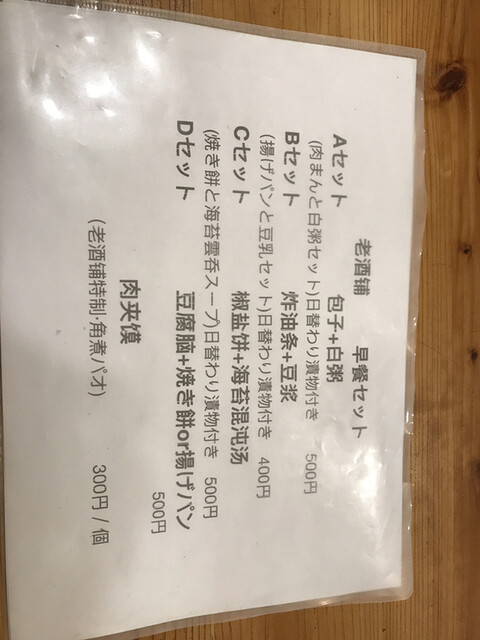 老酒铺　早餐セット
Aセット　包子+白粥
(肉まんと白粥セット)日替わり漬物付き　500円
Bセット　炸油条+豆浆
(揚げパンと豆乳セット)日替わり漬物付き　400円
Cセット　椒盐饼+海苔混沌汤
(焼き餅と海苔雲呑スープ)日替わり漬物付き　500円
Dセット　豆腐脑+焼き餅or揚げパン
500円
肉夹馍
(老酒铺特制·角煮パオ)　300円 / 個